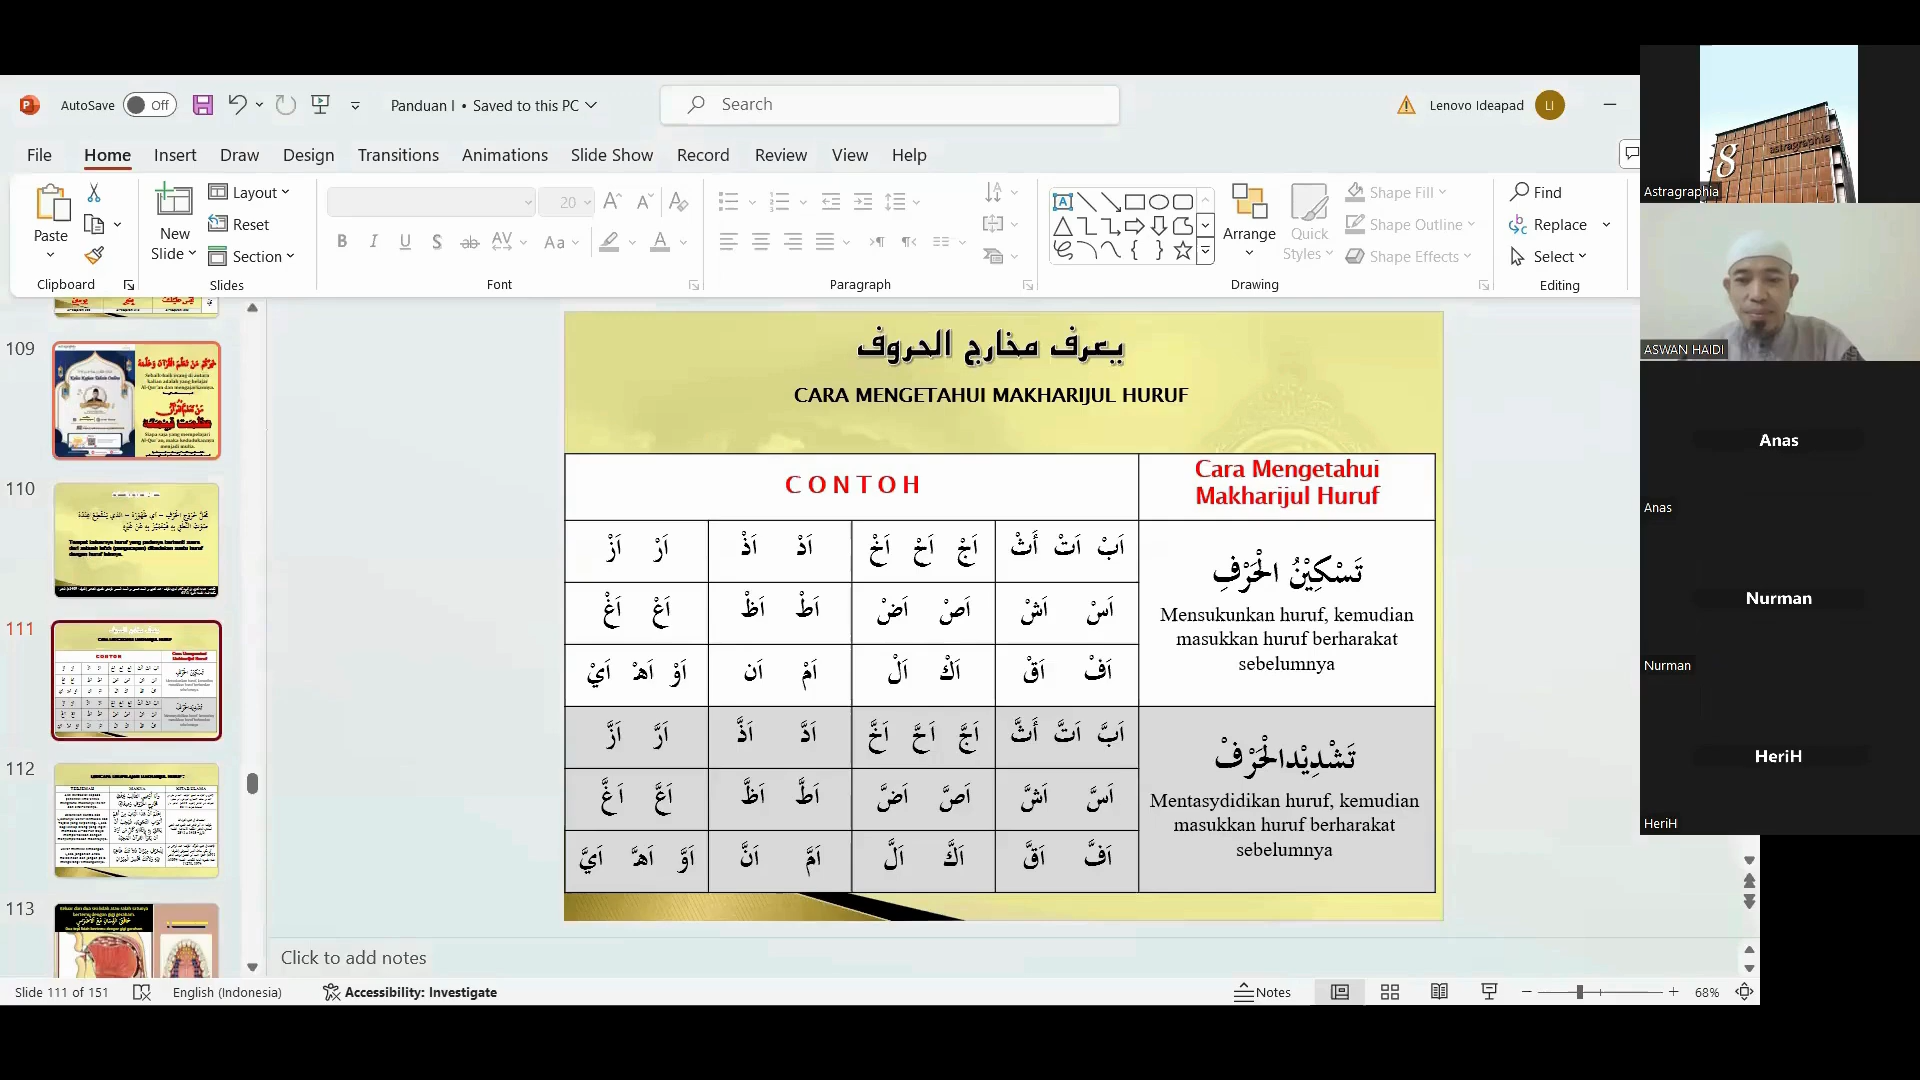 AutoSave Off Panduan I • Saved to this PC Search Lenovo Ideapad LI
File Home Insert Draw Design Transitions Animations Slide Show Record Review View Help
Paste New Slide Layout Reset Section 20 Arrange Quick Styles Shape Fill Shape Outline Shape Effects Find Replace Select
Clipboard Slides Font Paragraph Drawing Editing
109
110
111
112
113
يعرف مخارج الحروف
CARA MENGETAHUI MAKHARIJUL HURUF
CONTOH
Cara Mengetahui
Makharijul Huruf
اَبْ اَتْ أَثْ اَجْ اَحْ اَخْ اَدْ اَذْ اَرْ اَزْ
اَسْ اَشْ اَصْ اَضْ اَطْ اَظْ اَعْ اَغْ
اَفْ اَقْ اَكْ اَلْ اَمْ اَن اَوْ اَهْ اَيْ
تَسْكِيْنُ الْحَرْفِ
Mensukunkan huruf, kemudian
masukkan huruf berharakat
sebelumnya
اَبَّ اَتَّ أَثَّ اَجَّ اَحَّ اَخَّ اَدَّ اَذَّ اَرَّ اَزَّ
اَسَّ اَشَّ اَصَّ اَضَّ اَطَّ اَظَّ اَعَّ اَغَّ
اَفَّ اَقَّ اَكَّ اَلَّ اَمَّ اَنَّ اَوَّ اَهَّ اَيَّ
تَشْدِيْدالْحَرْفْ
Mentasydidikan huruf, kemudian
masukkan huruf berharakat
sebelumnya
Click to add notes
Slide 111 of 151 English (Indonesia) Accessibility: Investigate Notes 68%
8
astragraphia
Astragraphia
ASWAN HAIDI
Anas
Anas
Nurman
Nurman
HeriH
HeriH